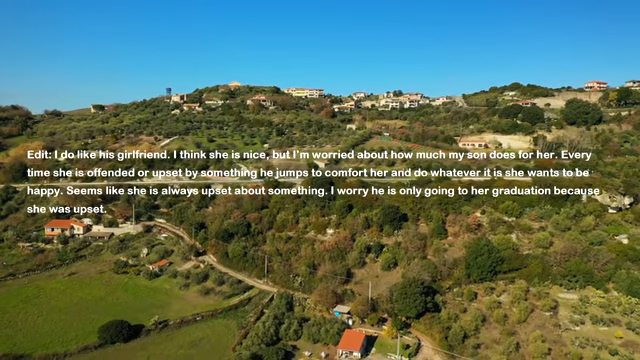 Edit: I do like his girlfriend. I think she is nice, but I'm worried about how much my son does for her. Every
time she is offended or upset by something he jumps to comfort her and do whatever it is she wants to be
happy. Seems like she is always upset about something. I worry he is only going to her graduation because
she was upset.